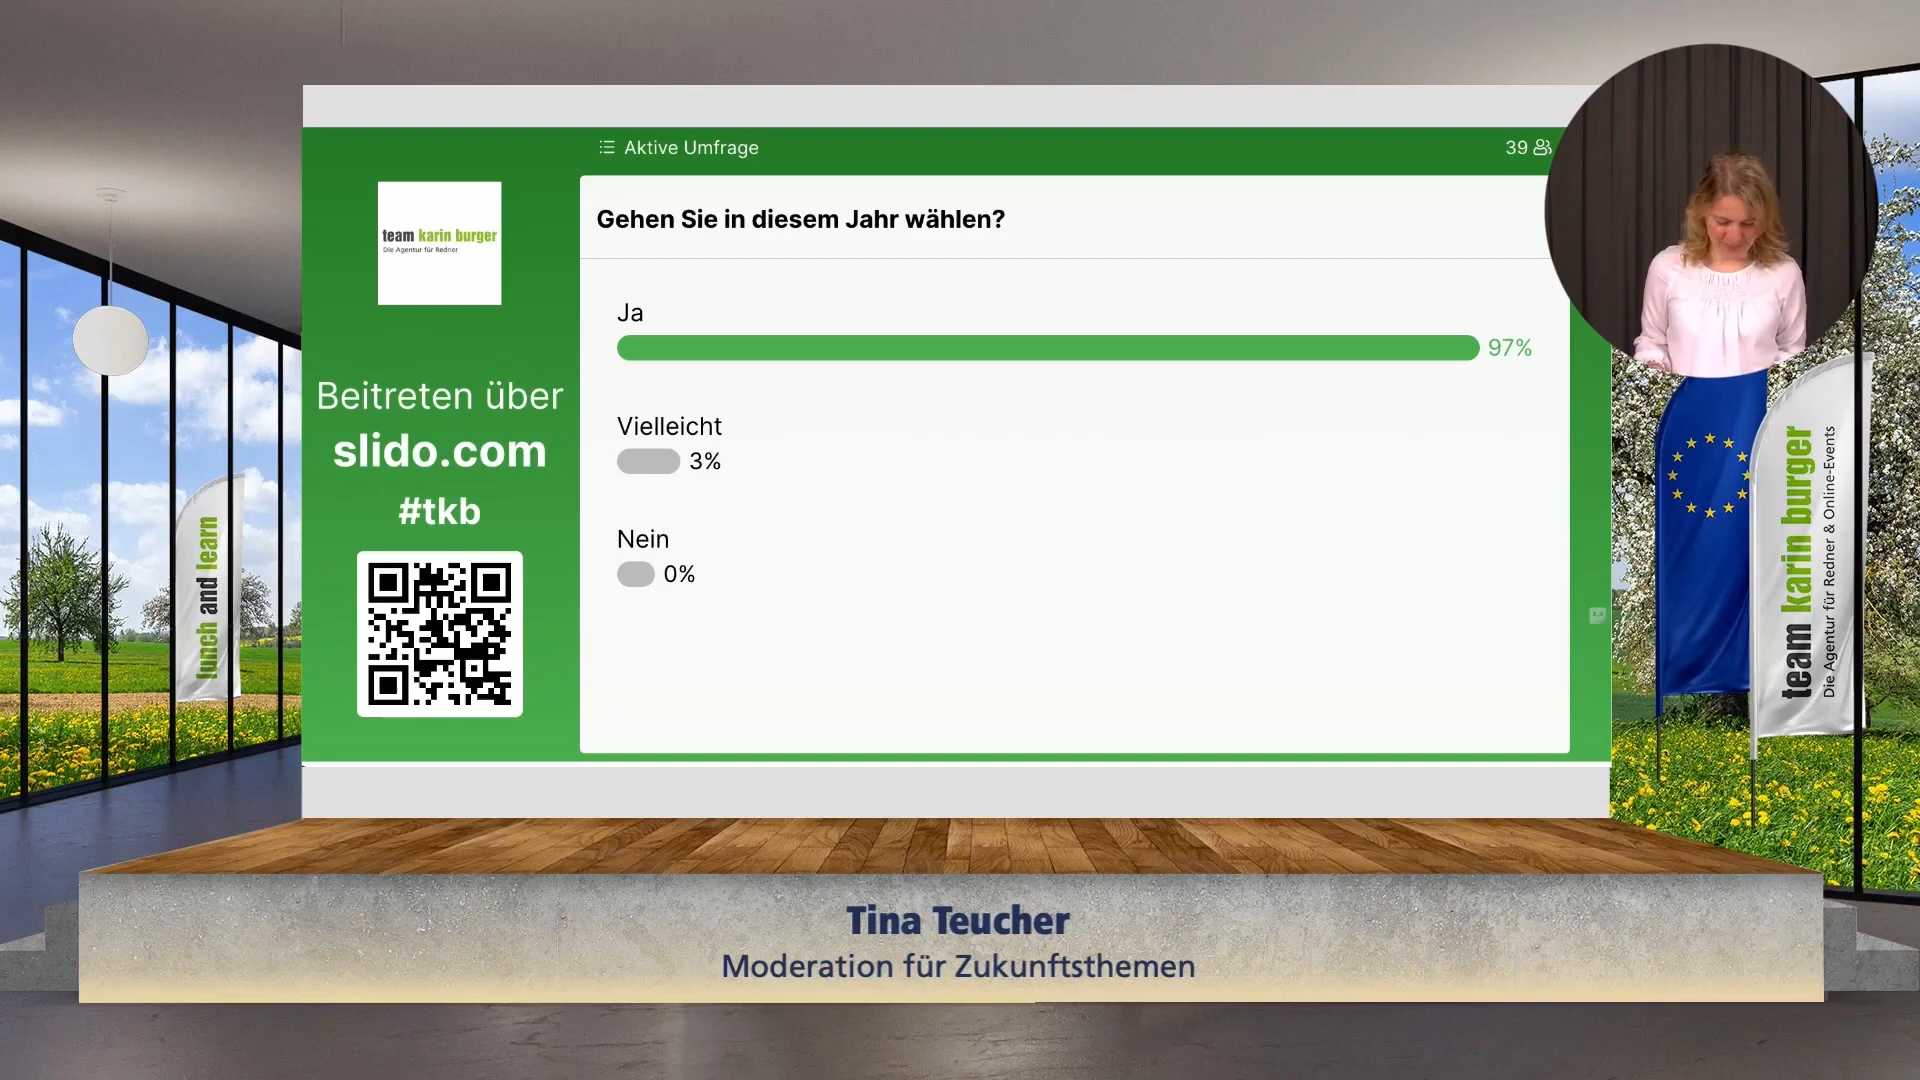 Aktive Umfrage
39
team karin burger
Die Agentur für Redner
Gehen Sie in diesem Jahr wählen?
Ja
97%
Vielleicht
3%
Nein
0%
Beitreten über
slido.com
#tkb
lunch and learn
team karin burger
Die Agentur für Redner & Online-Events
Tina Teucher
Moderation für Zukunftsthemen